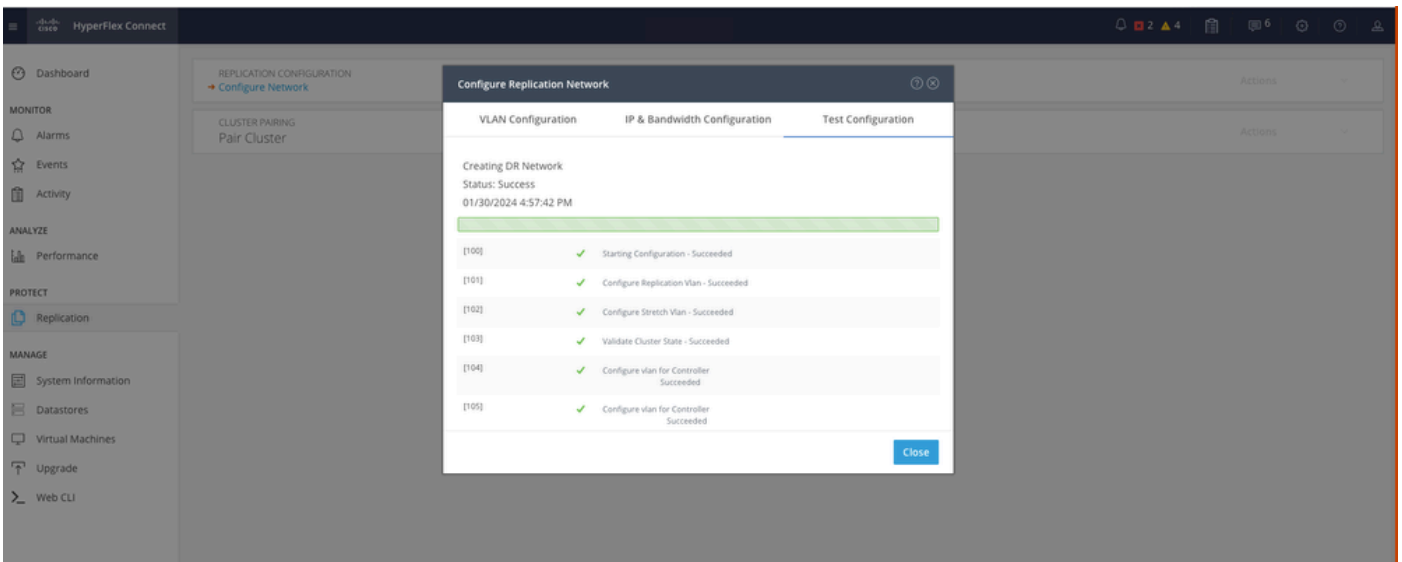 CISCO HyperFlex Connect
2 4 6
Dashboard
MONITOR
Alarms
Events
Activity
ANALYZE
Performance
PROTECT
Replication
MANAGE
System Information
Datastores
Virtual Machines
Upgrade
Web CLI
REPLICATION CONFIGURATION
Configure Network
Actions
CLUSTER PAIRING
Pair Cluster
Actions
Configure Replication Network
VLAN Configuration IP & Bandwidth Configuration Test Configuration
Creating DR Network
Status: Success
01/30/2024 4:57:42 PM
[100] Starting Configuration - Succeeded
[101] Configure Replication Vlan - Succeeded
[102] Configure Stretch Vlan - Succeeded
[103] Validate Cluster State - Succeeded
[104] Configure vlan for Controller
Succeeded
[105] Configure vlan for Controller
Succeeded
Close